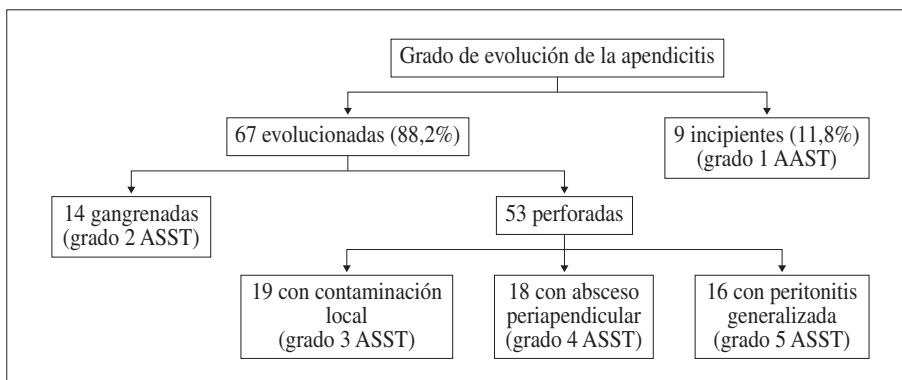 Grado de evolución de la apendicitis
67 evolucionadas (88,2%)
9 incipientes (11,8%)
(grado 1 AAST)
14 gangrenadas
(grado 2 ASST)
53 perforadas
19 con contaminación
local
(grado 3 ASST)
18 con absceso
periapendicular
(grado 4 ASST)
16 con peritonitis
generalizada
(grado 5 ASST)